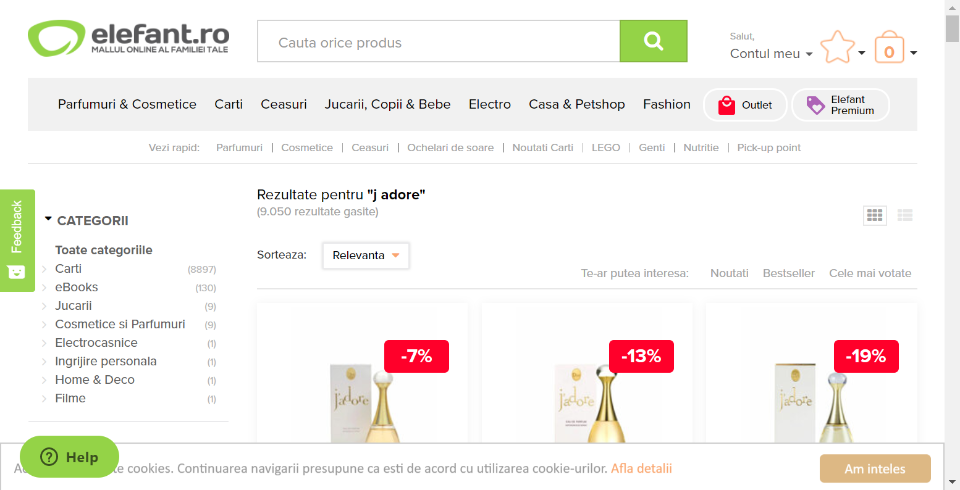 elefant.ro
MALLUL ONLINE AL FAMILIEI TALE
Cauta orice produs
Salut,
Contul meu
0
Parfumuri & Cosmetice Carti Ceasuri Jucarii, Copii & Bebe Electro Casa & Petshop Fashion Outlet Elefant Premium
Vezi rapid: Parfumuri | Cosmetice | Ceasuri | Ochelari de soare | Noutati Carti | LEGO | Genti | Nutritie | Pick-up point
Feedback
CATEGORII
Toate categoriile
Carti (8897)
eBooks (130)
Jucarii (9)
Cosmetice si Parfumuri (9)
Electrocasnice (1)
Ingrijire personala (1)
Home & Deco (1)
Filme (1)
Rezultate pentru "j adore"
(9.050 rezultate gasite)
Sorteaza: Relevanta
Te-ar putea interesa: Noutati Bestseller Cele mai votate
-7% -13% -19%
j'adore j'adore j'adore
Help
te cookies. Continuarea navigarii presupune ca esti de acord cu utilizarea cookie-urilor. Afla detalii
Am inteles